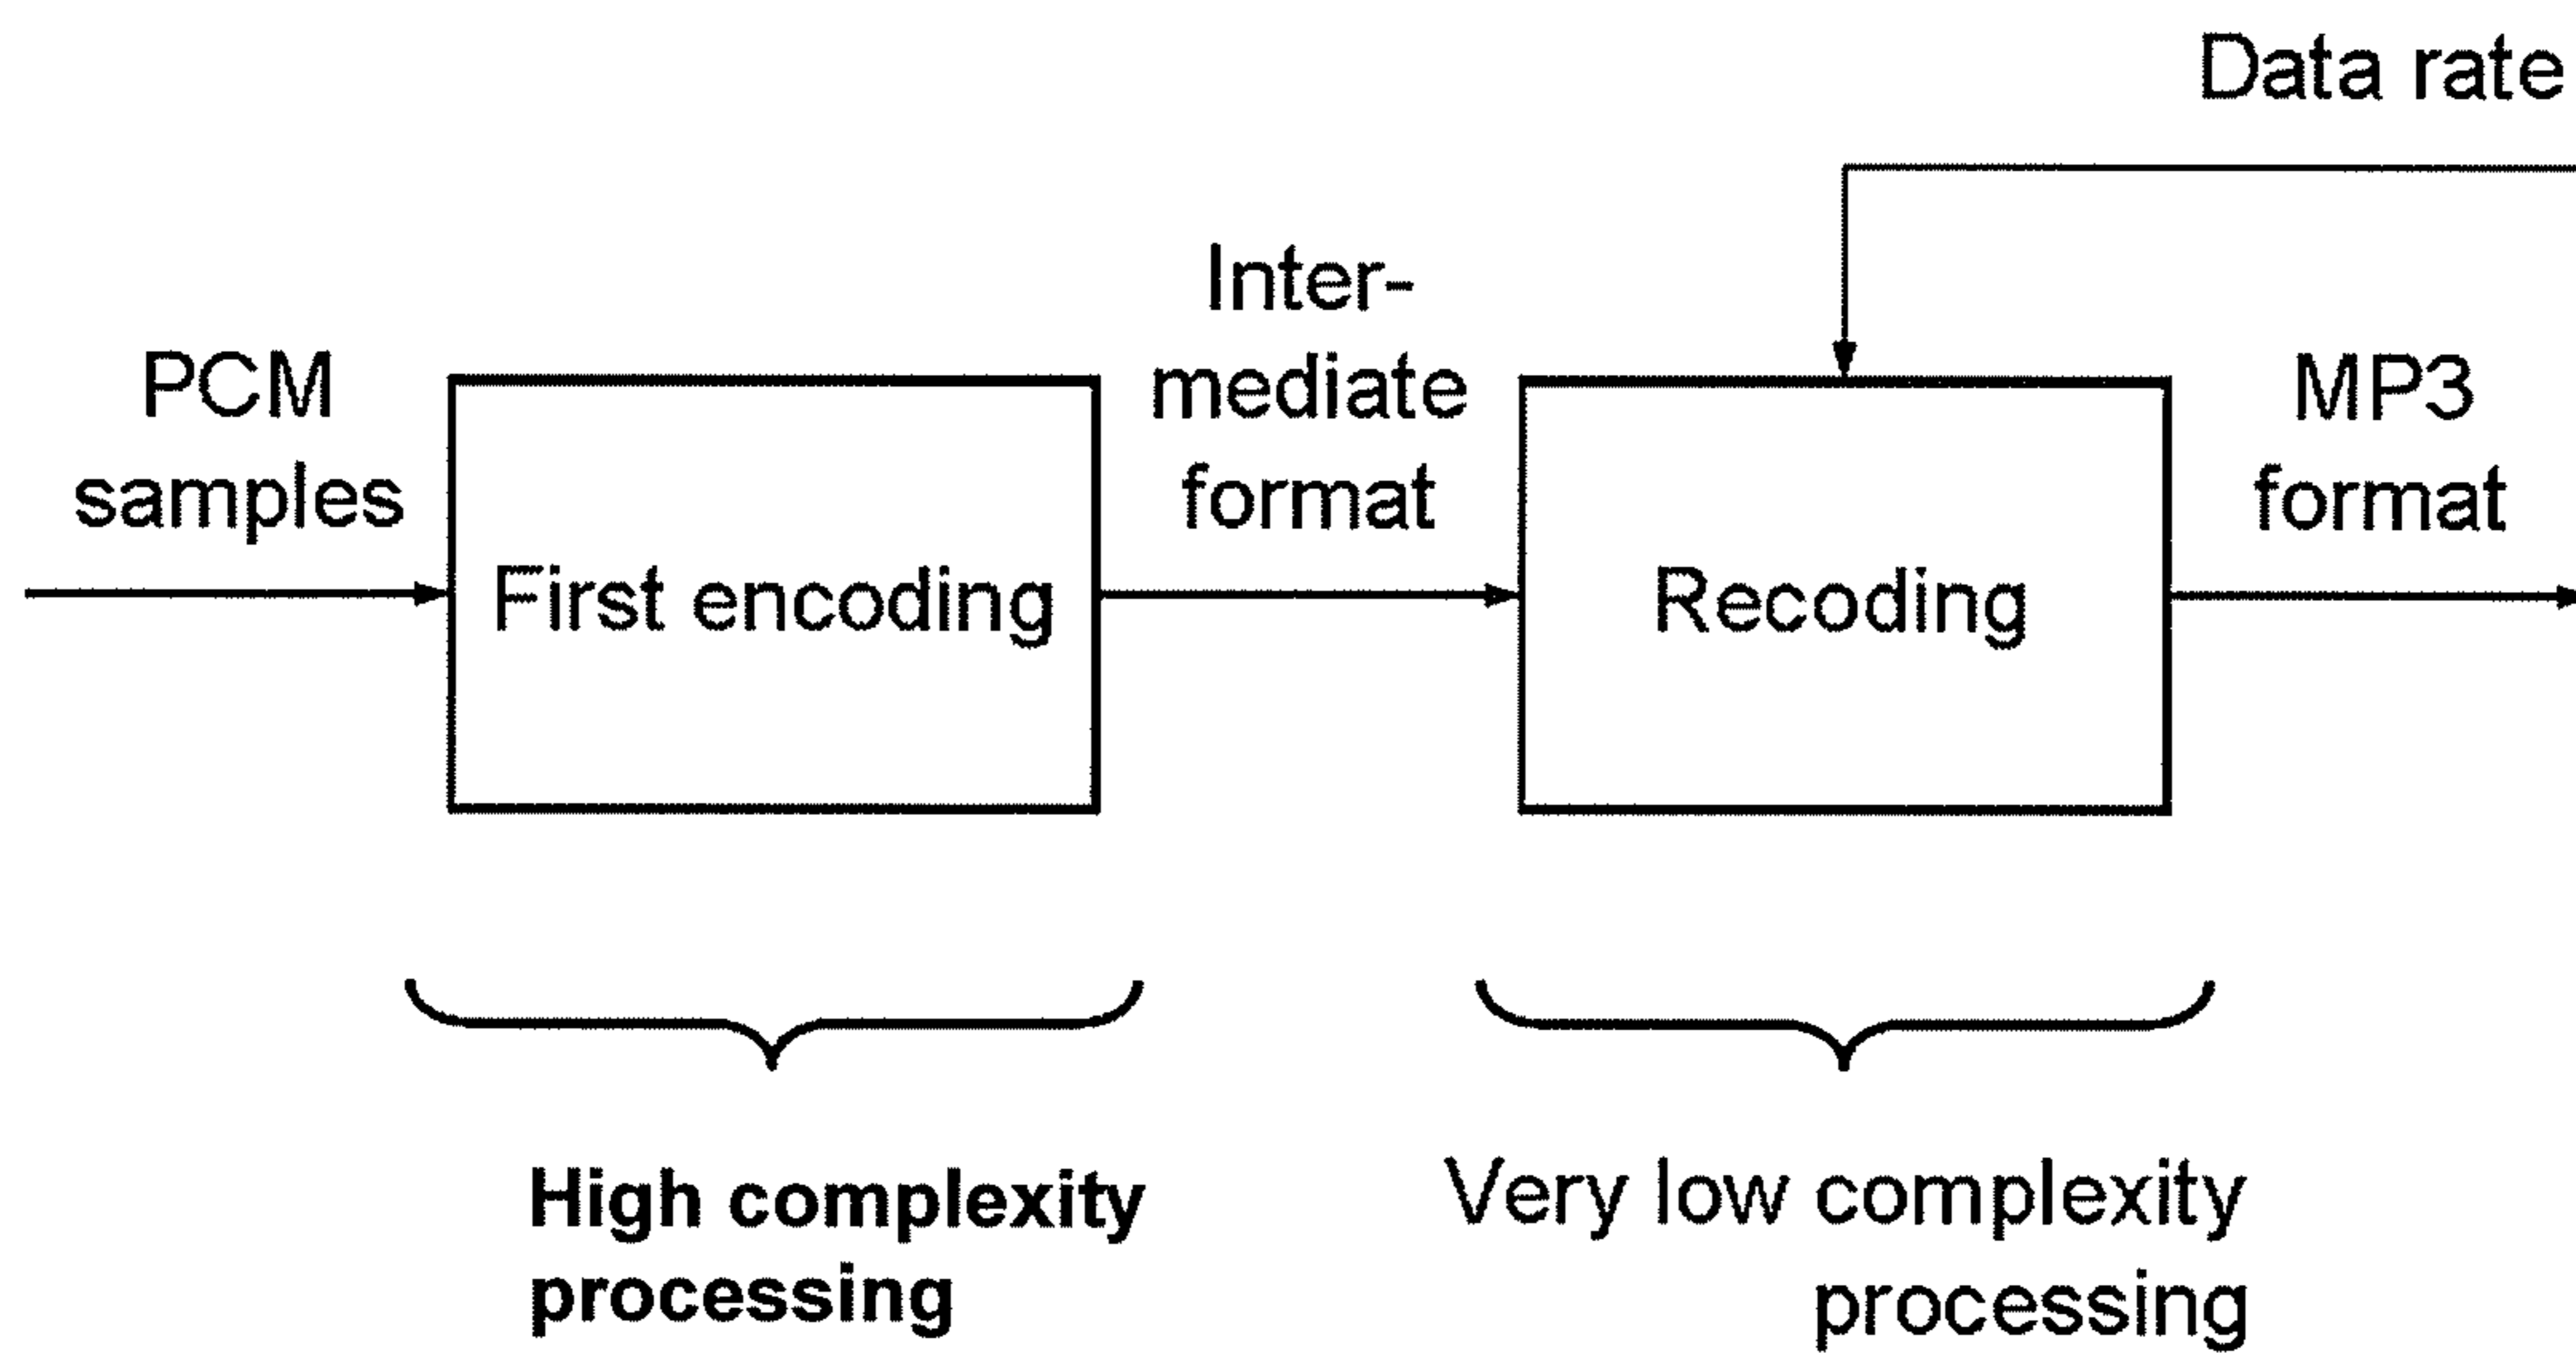 Data rate
PCM
samples
First encoding
Inter-
mediate
format
Recoding
MP3
format
High complexity
processing
Very low complexity
processing